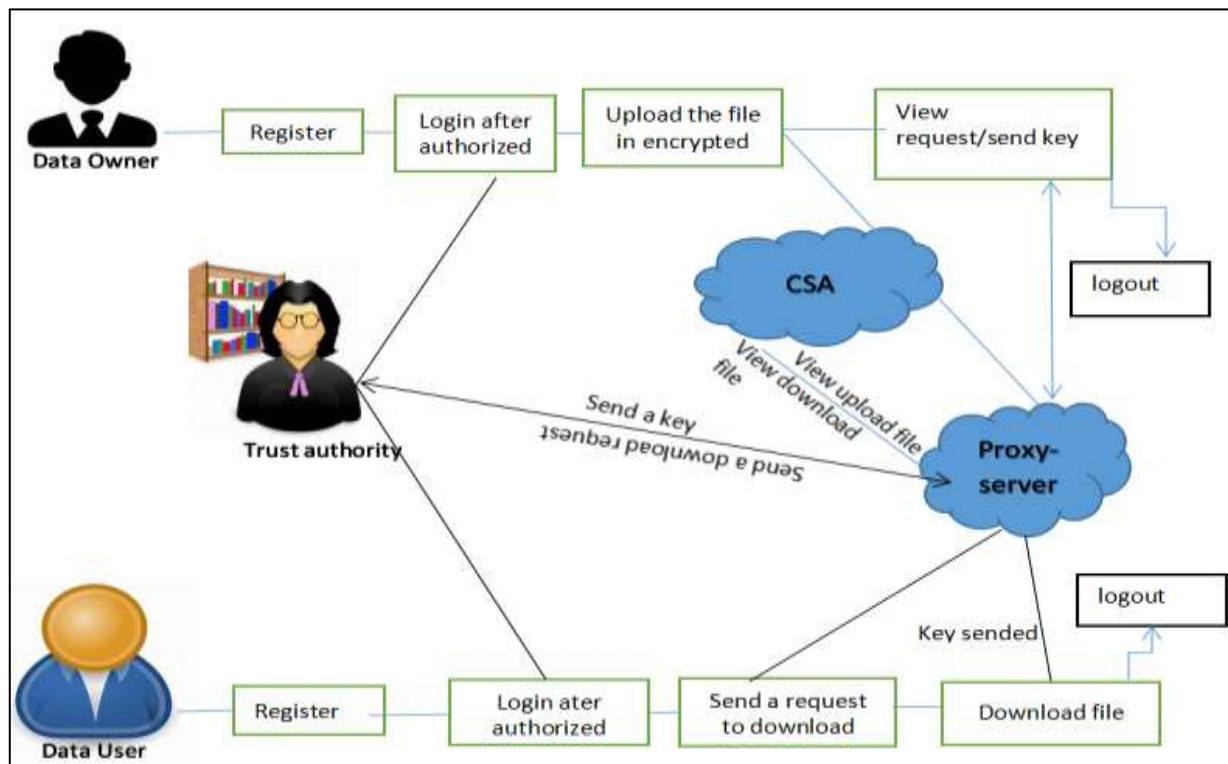 Data Owner
Register
Login after
authorized
Upload the file
in encrypted
View
request/send key
logout
CSA
View upload file
View download
file
Trust authority
Send a key
Send a download request
Proxy-
server
logout
Key sended
Data User
Register
Login ater
authorized
Send a request
to download
Download file